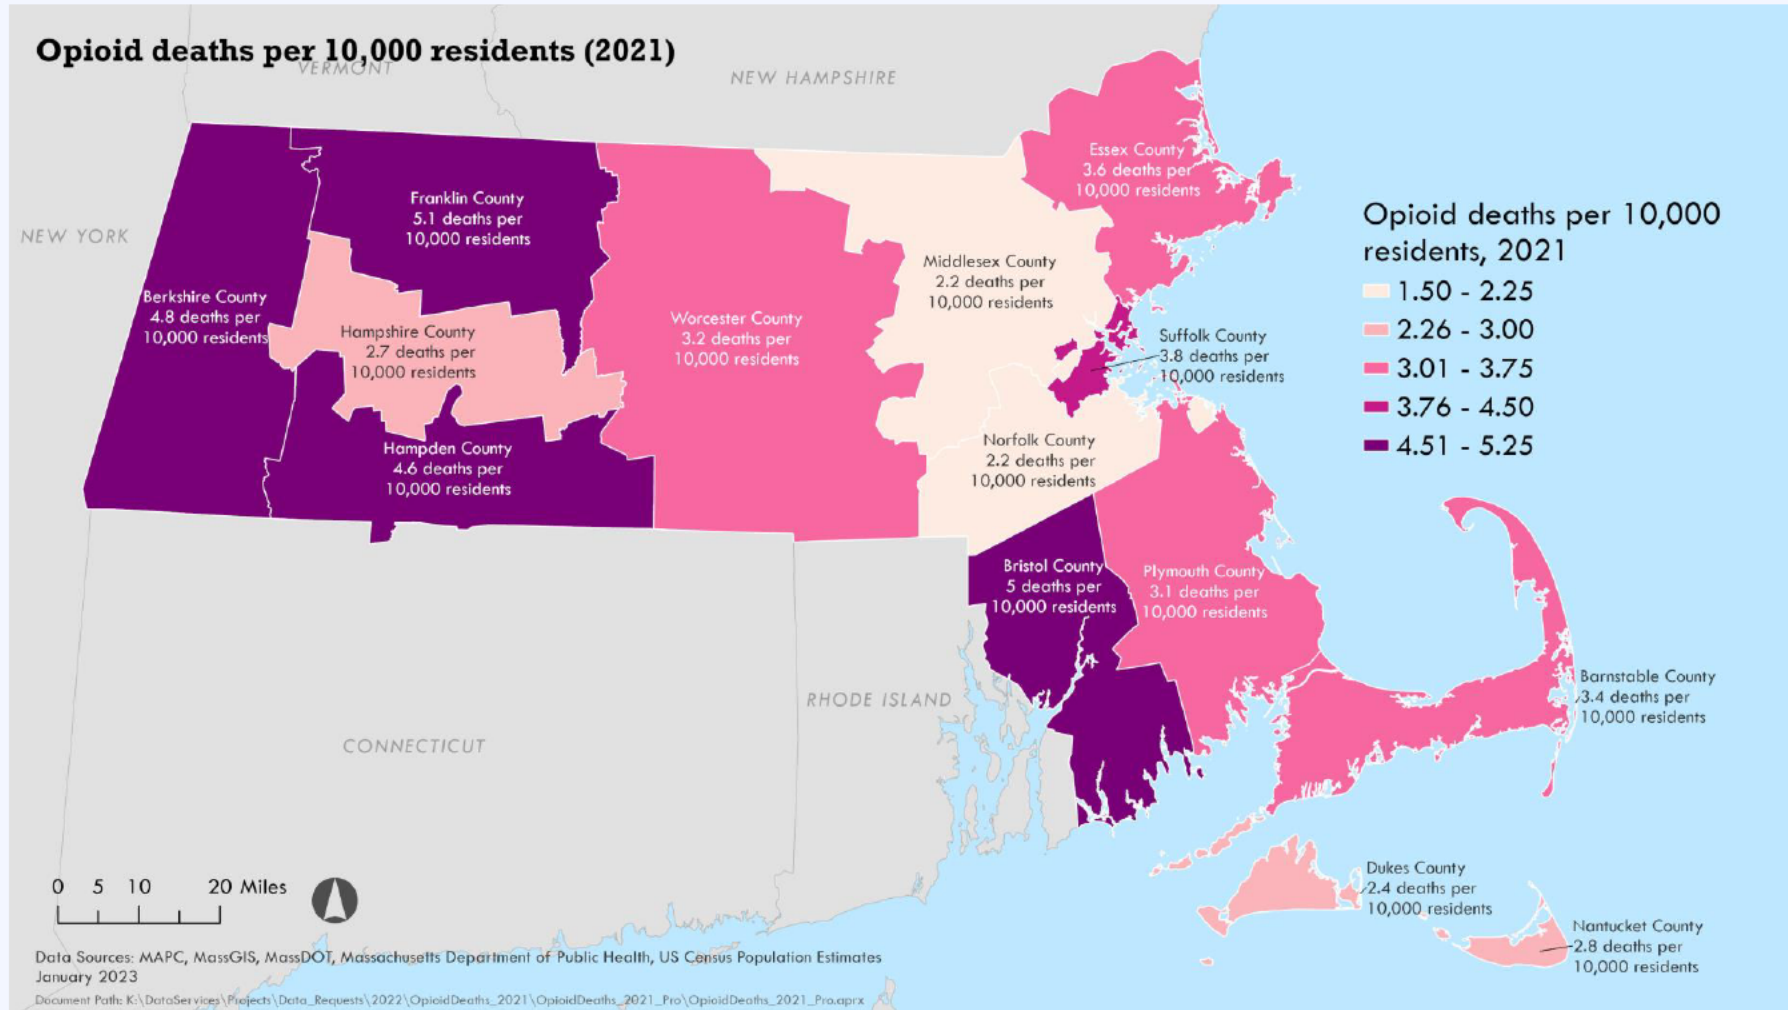 Opioid deaths per 10,000 residents (2021)
VERMONT
NEW HAMPSHIRE
NEW YORK
Essex County
3.6 deaths per
10,000 residents
Franklin County
5.1 deaths per
10,000 residents
Opioid deaths per 10,000
residents, 2021
1.50 - 2.25
2.26 - 3.00
3.01 - 3.75
3.76 - 4.50
4.51 - 5.25
Middlesex County
2.2 deaths per
10,000 residents
Berkshire County
4.8 deaths per
10,000 residents
Hampshire County
2.7 deaths per
10,000 residents
Worcester County
3.2 deaths per
10,000 residents
Suffolk County
3.8 deaths per
10,000 residents
Hampden County
4.6 deaths per
10,000 residents
Norfolk County
2.2 deaths per
10,000 residents
Bristol County
5 deaths per
10,000 residents
Plymouth County
3.1 deaths per
10,000 residents
Barnstable County
3.4 deaths per
10,000 residents
RHODE ISLAND
CONNECTICUT
Dukes County
2.4 deaths per
10,000 residents
Nantucket County
2.8 deaths per
10,000 residents
0 5 10 20 Miles
Data Sources: MAPC, MassGIS, MassDOT, Massachusetts Department of Public Health, US Census Population Estimates
January 2023
Document Path: K:\DataServices\Projects\Data_Requests\2022\OpioidDeaths_2021\OpioidDeaths_2021_Pro\OpioidDeaths_2021_Pro.aprx